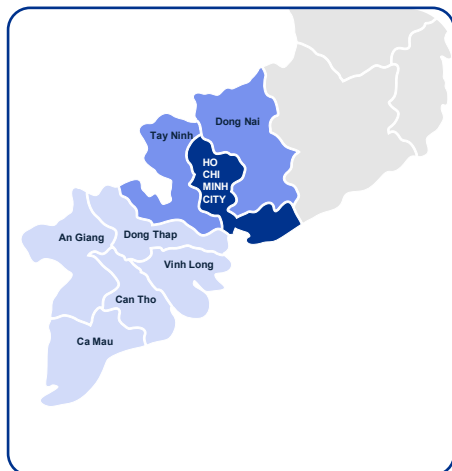 Dong Nai
Tay Ninh
HO
CHI
MINH
CITY
An Giang
Dong Thap
Vinh Long
Can Tho
Ca Mau